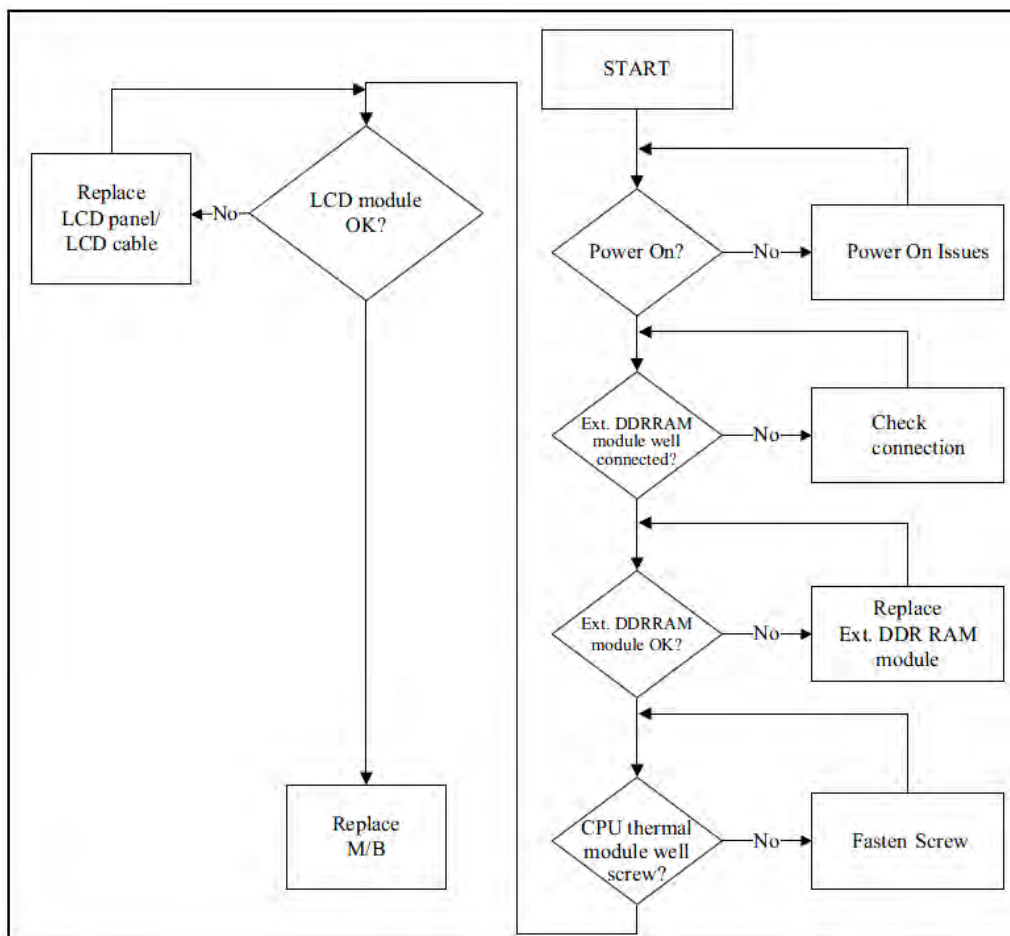 START
Power On?
No
Power On Issues
Ext. DDRRAM
module well
connected?
No
Check
connection
Ext. DDRRAM
module OK?
No
Replace
Ext. DDR RAM
module
CPU thermal
module well
screw?
No
Fasten Screw
LCD module
OK?
No
Replace
LCD panel/
LCD cable
Replace
M/B